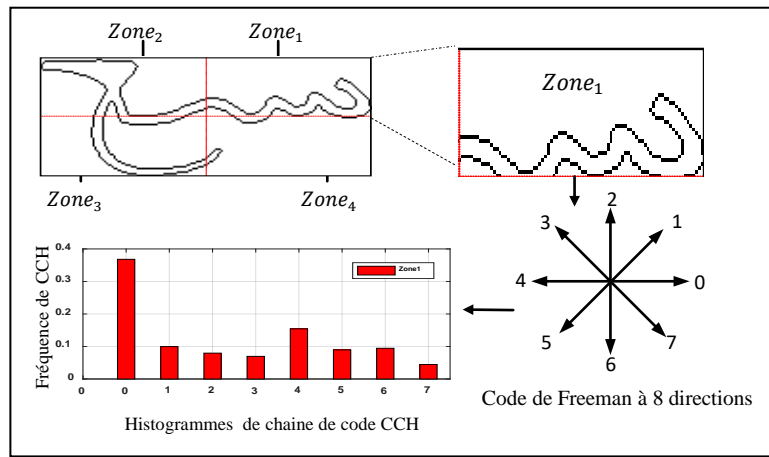 Zone₂ Zone₁
Zone₁
Zone₃ Zone₄
2
3 1
4 0
5 7
6
Code de Freeman à 8 directions
Fréquence de CCH
0.4
0.3
0.2
0.1
0
Zone1
0 0 1 2 3 4 5 6 7
Histogrammes de chaine de code CCH